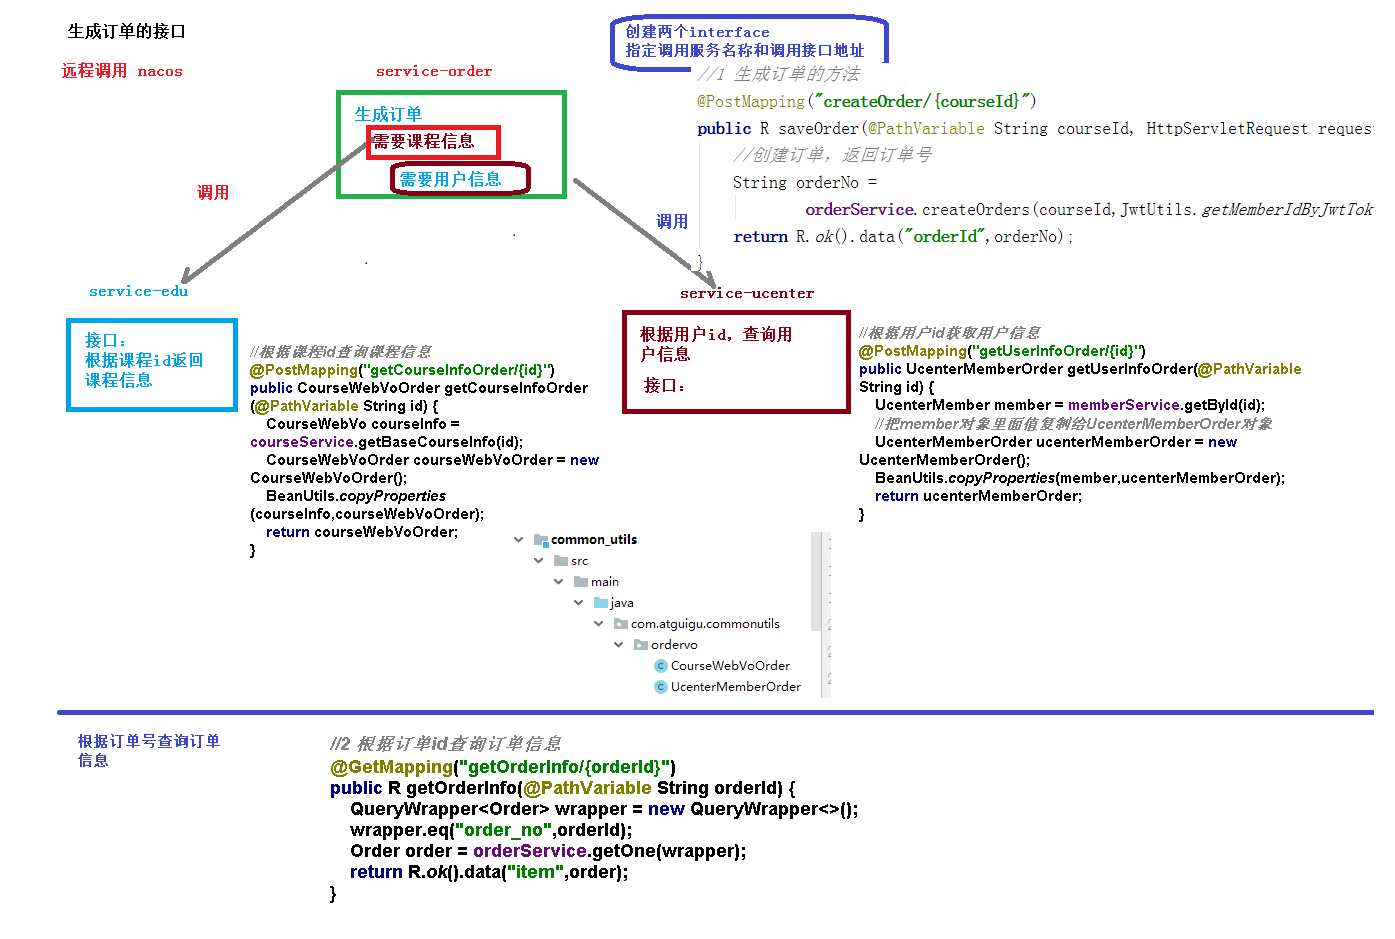 生成订单的接口
远程调用 nacos
service-order
创建两个interface
指定调用服务名称和调用接口地址
生成订单
需要课程信息
需要用户信息
调用
调用
//1 生成订单的方法
@PostMapping("createOrder/{courseId}")
public R saveOrder(@PathVariable String courseId, HttpServletRequest reques
//创建订单，返回订单号
String orderNo =
orderService.createOrders(courseId,JwtUtils.getMemberIdByJwtTok
return R.ok().data("orderId",orderNo);
}
service-edu
接口：
根据课程id返回
课程信息
//根据课程id查询课程信息
@PostMapping("getCourseInfoOrder/{id}")
public CourseWebVoOrder getCourseInfoOrder
(@PathVariable String id) {
CourseWebVo courseInfo =
courseService.getBaseCourseInfo(id);
CourseWebVoOrder courseWebVoOrder = new
CourseWebVoOrder();
BeanUtils.copyProperties
(courseInfo,courseWebVoOrder);
return courseWebVoOrder;
}
service-ucenter
根据用户id，查询用
户信息
接口：
//根据用户id获取用户信息
@PostMapping("getUserInfoOrder/{id}")
public UcenterMemberOrder getUserInfoOrder(@PathVariable
String id) {
UcenterMember member = memberService.getById(id);
//把member对象里面值复制给UcenterMemberOrder对象
UcenterMemberOrder ucenterMemberOrder = new
UcenterMemberOrder();
BeanUtils.copyProperties(member,ucenterMemberOrder);
return ucenterMemberOrder;
}
common_utils
src
main
java
com.atguigu.commonutils
ordervo
CourseWebVoOrder
UcenterMemberOrder
根据订单号查询订单
信息
//2 根据订单id查询订单信息
@GetMapping("getOrderInfo/{orderId}")
public R getOrderInfo(@PathVariable String orderId) {
QueryWrapper<Order> wrapper = new QueryWrapper<>();
wrapper.eq("order_no",orderId);
Order order = orderService.getOne(wrapper);
return R.ok().data("item",order);
}